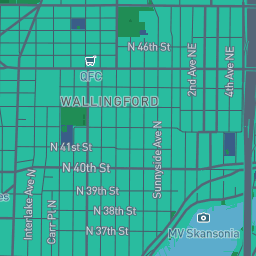 N 46th St
QFC
2nd Ave NE
4th Ave NE
WALLINGFORD
N 41st St
N 40th St
Sunnyside Ave N
N 39th St
Interlake Ave N
Carr Pl N
N 38th St
N 37th St
MV Skansonia